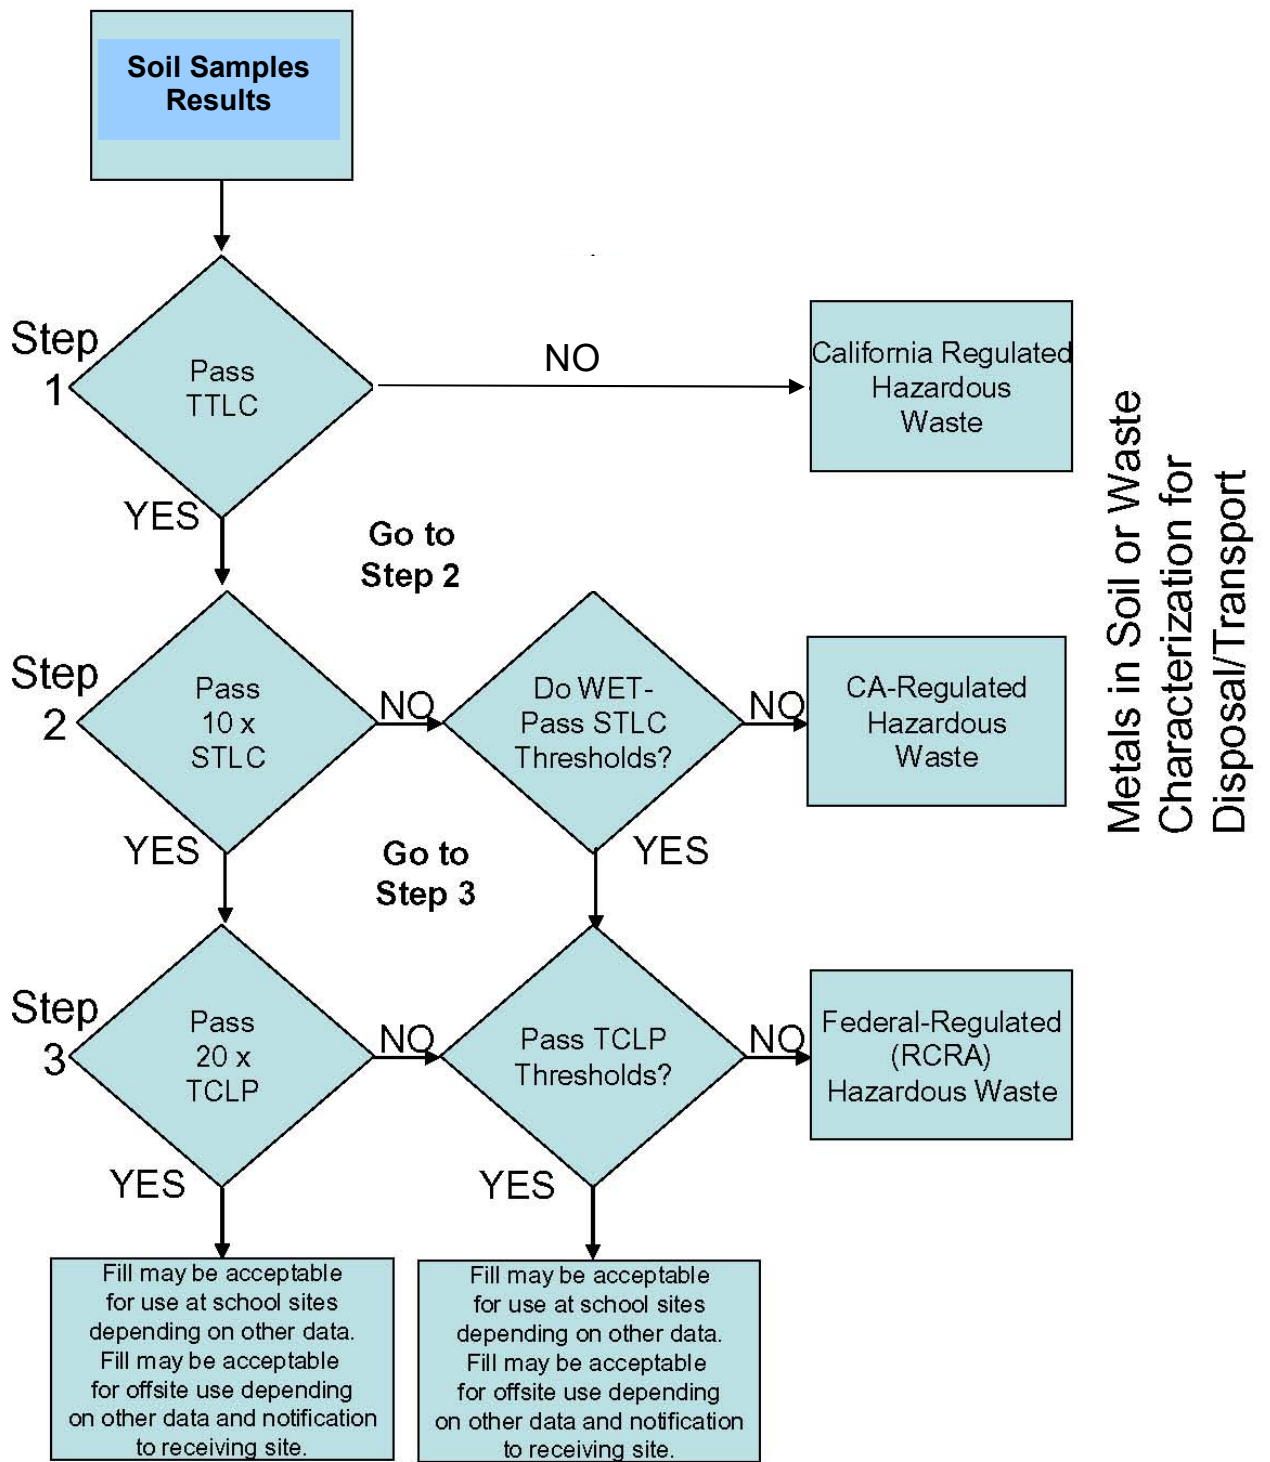 Soil Samples
Results
Step
1
Pass
TTLC
NO
California Regulated
Hazardous
Waste
YES
Go to
Step 2
Step
2
Pass
10 x
STLC
NO
Do WET-
Pass STLC
Thresholds?
NO
CA-Regulated
Hazardous
Waste
YES
Go to
Step 3
YES
Step
3
Pass
20 x
TCLP
NO
Pass TCLP
Thresholds?
NO
Federal-Regulated
(RCRA)
Hazardous Waste
YES
YES
Fill may be acceptable
for use at school sites
depending on other data.
Fill may be acceptable
for offsite use depending
on other data and notification
to receiving site.
Fill may be acceptable
for use at school sites
depending on other data.
Fill may be acceptable
for offsite use depending
on other data and notification
to receiving site.
Metals in Soil or Waste
Characterization for
Disposal/Transport